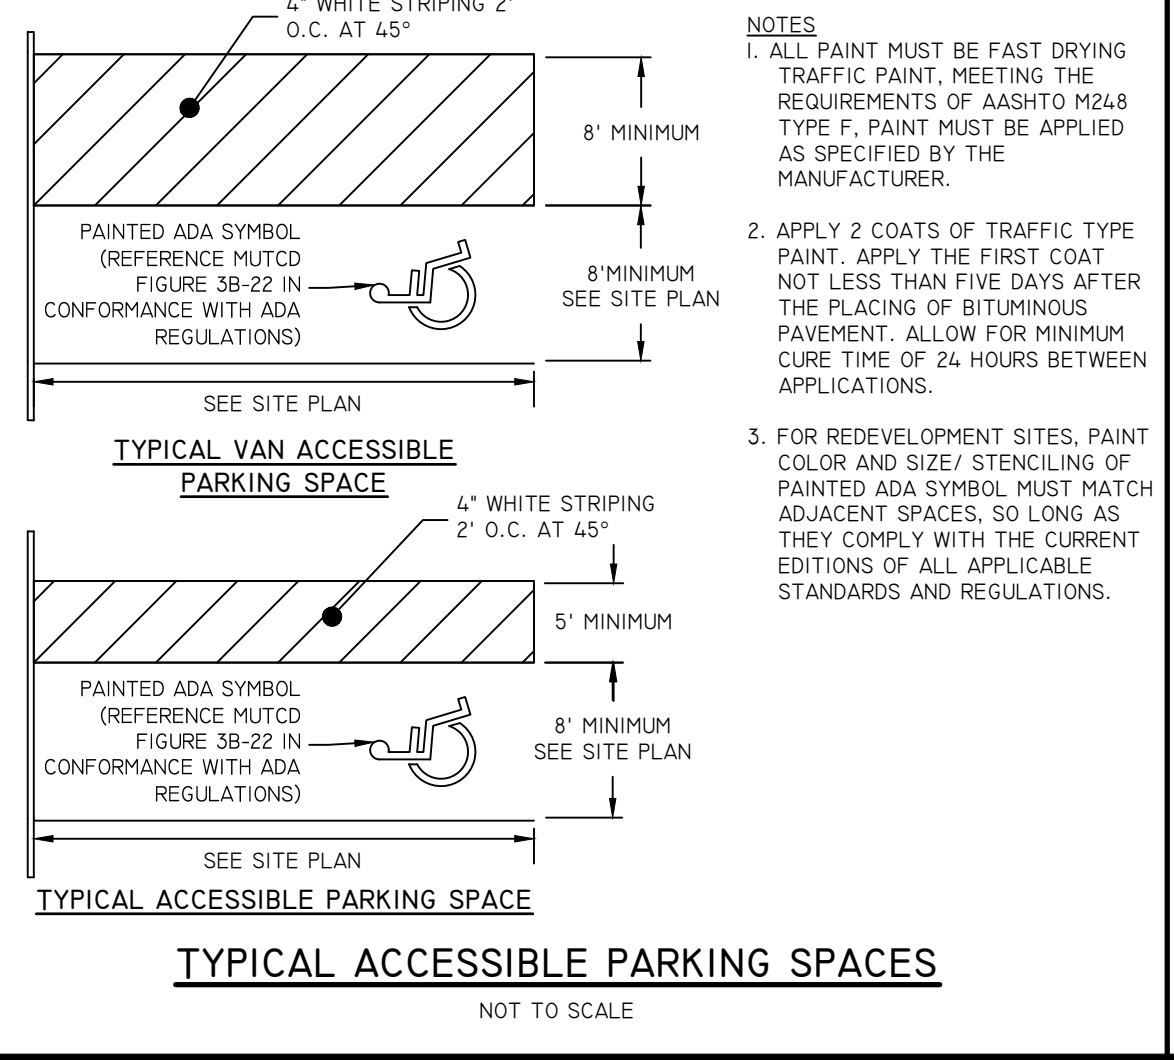 4" WHITE STRIPING 2'
O.C. AT 45°
8' MINIMUM
PAINTED ADA SYMBOL
(REFERENCE MUTCD
FIGURE 3B-22 IN
CONFORMANCE WITH ADA
REGULATIONS)
8'MINIMUM
SEE SITE PLAN
SEE SITE PLAN
TYPICAL VAN ACCESSIBLE
PARKING SPACE
4" WHITE STRIPING
2' O.C. AT 45°
5' MINIMUM
PAINTED ADA SYMBOL
(REFERENCE MUTCD
FIGURE 3B-22 IN
CONFORMANCE WITH ADA
REGULATIONS)
8' MINIMUM
SEE SITE PLAN
SEE SITE PLAN
TYPICAL ACCESSIBLE PARKING SPACE
NOTES
1. ALL PAINT MUST BE FAST DRYING
TRAFFIC PAINT, MEETING THE
REQUIREMENTS OF AASHTO M248
TYPE F, PAINT MUST BE APPLIED
AS SPECIFIED BY THE
MANUFACTURER.
2. APPLY 2 COATS OF TRAFFIC TYPE
PAINT. APPLY THE FIRST COAT
NOT LESS THAN FIVE DAYS AFTER
THE PLACING OF BITUMINOUS
PAVEMENT. ALLOW FOR MINIMUM
CURE TIME OF 24 HOURS BETWEEN
APPLICATIONS.
3. FOR REDEVELOPMENT SITES, PAINT
COLOR AND SIZE/ STENCILING OF
PAINTED ADA SYMBOL MUST MATCH
ADJACENT SPACES, SO LONG AS
THEY COMPLY WITH THE CURRENT
EDITIONS OF ALL APPLICABLE
STANDARDS AND REGULATIONS.
TYPICAL ACCESSIBLE PARKING SPACES
NOT TO SCALE